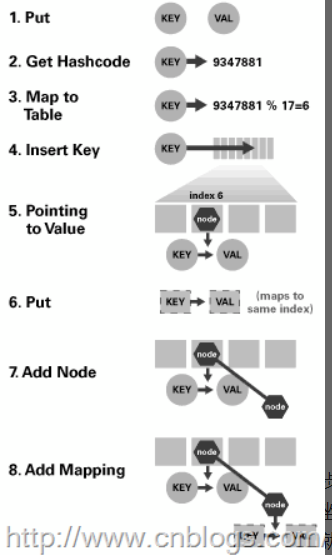 1. Put
KEY VAL
2. Get Hashcode
KEY 9347881
3. Map to
Table
KEY 9347881 % 17=6
4. Insert Key
KEY
index 6
5. Pointing
to Value
node
KEY VAL
6. Put
KEY VAL
(maps to
same index)
7. Add Node
node
KEY VAL
node
8. Add Mapping
node
KEY VAL
node
http://www.cnblogs.com